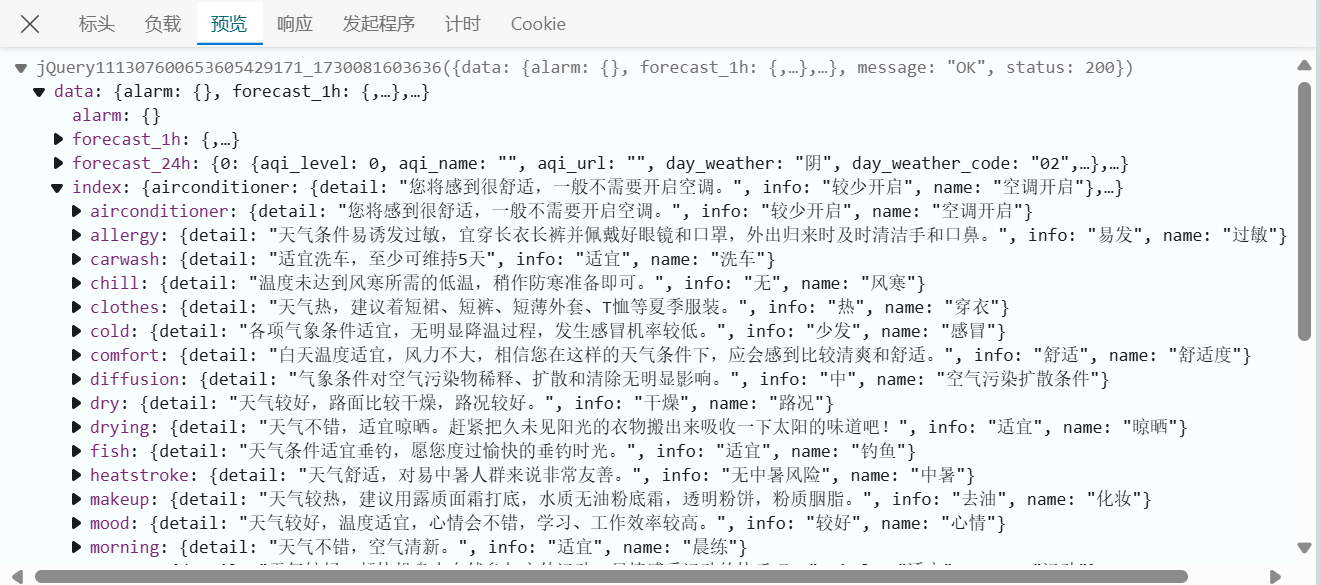 标头 负载 预览 响应 发起程序 计时 Cookie
jQuery111307600653605429171_1730081603636({data: {alarm: {}, forecast_1h: {,…},…}, message: "OK", status: 200})
data: {alarm: {}, forecast_1h: {,…},…}
alarm: {}
forecast_1h: {,…}
forecast_24h: {0: {aqi_level: 0, aqi_name: "", aqi_url: "", day_weather: "阴", day_weather_code: "02",…},…}
index: {airconditioner: {detail: "您将感到很舒适，一般不需要开启空调。", info: "较少开启", name: "空调开启"},…}
airconditioner: {detail: "您将感到很舒适，一般不需要开启空调。", info: "较少开启", name: "空调开启"}
allergy: {detail: "天气条件易诱发过敏，宜穿长衣长裤并佩戴好眼镜和口罩，外出归来时及时清洁手和口鼻。", info: "易发", name: "过敏"}
carwash: {detail: "适宜洗车，至少可维持5天", info: "适宜", name: "洗车"}
chill: {detail: "温度未达到风寒所需的低温，稍作防寒准备即可。", info: "无", name: "风寒"}
clothes: {detail: "天气热，建议着短裙、短裤、短薄外套、T恤等夏季服装。", info: "热", name: "穿衣"}
cold: {detail: "各项气象条件适宜，无明显降温过程，发生感冒机率较低。", info: "少发", name: "感冒"}
comfort: {detail: "白天温度适宜，风力不大，相信您在这样的天气条件下，应会感到比较清爽和舒适。", info: "舒适", name: "舒适度"}
diffusion: {detail: "气象条件对空气污染物稀释、扩散和清除无明显影响。", info: "中", name: "空气污染扩散条件"}
dry: {detail: "天气较好，路面比较干燥，路况较好。", info: "干燥", name: "路况"}
drying: {detail: "天气不错，适宜晾晒。赶紧把久未见阳光的衣物搬出来吸收一下太阳的味道吧！", info: "适宜", name: "晾晒"}
fish: {detail: "天气条件适宜垂钓，愿您度过愉快的垂钓时光。", info: "适宜", name: "钓鱼"}
heatstroke: {detail: "天气舒适，对易中暑人群来说非常友善。", info: "无中暑风险", name: "中暑"}
makeup: {detail: "天气较热，建议用露质面霜打底，水质无油粉底霜，透明粉饼，粉质胭脂。", info: "去油", name: "化妆"}
mood: {detail: "天气较好，温度适宜，心情会不错，学习、工作效率较高。", info: "较好", name: "心情"}
morning: {detail: "天气不错，空气清新。", info: "适宜", name: "晨练"}